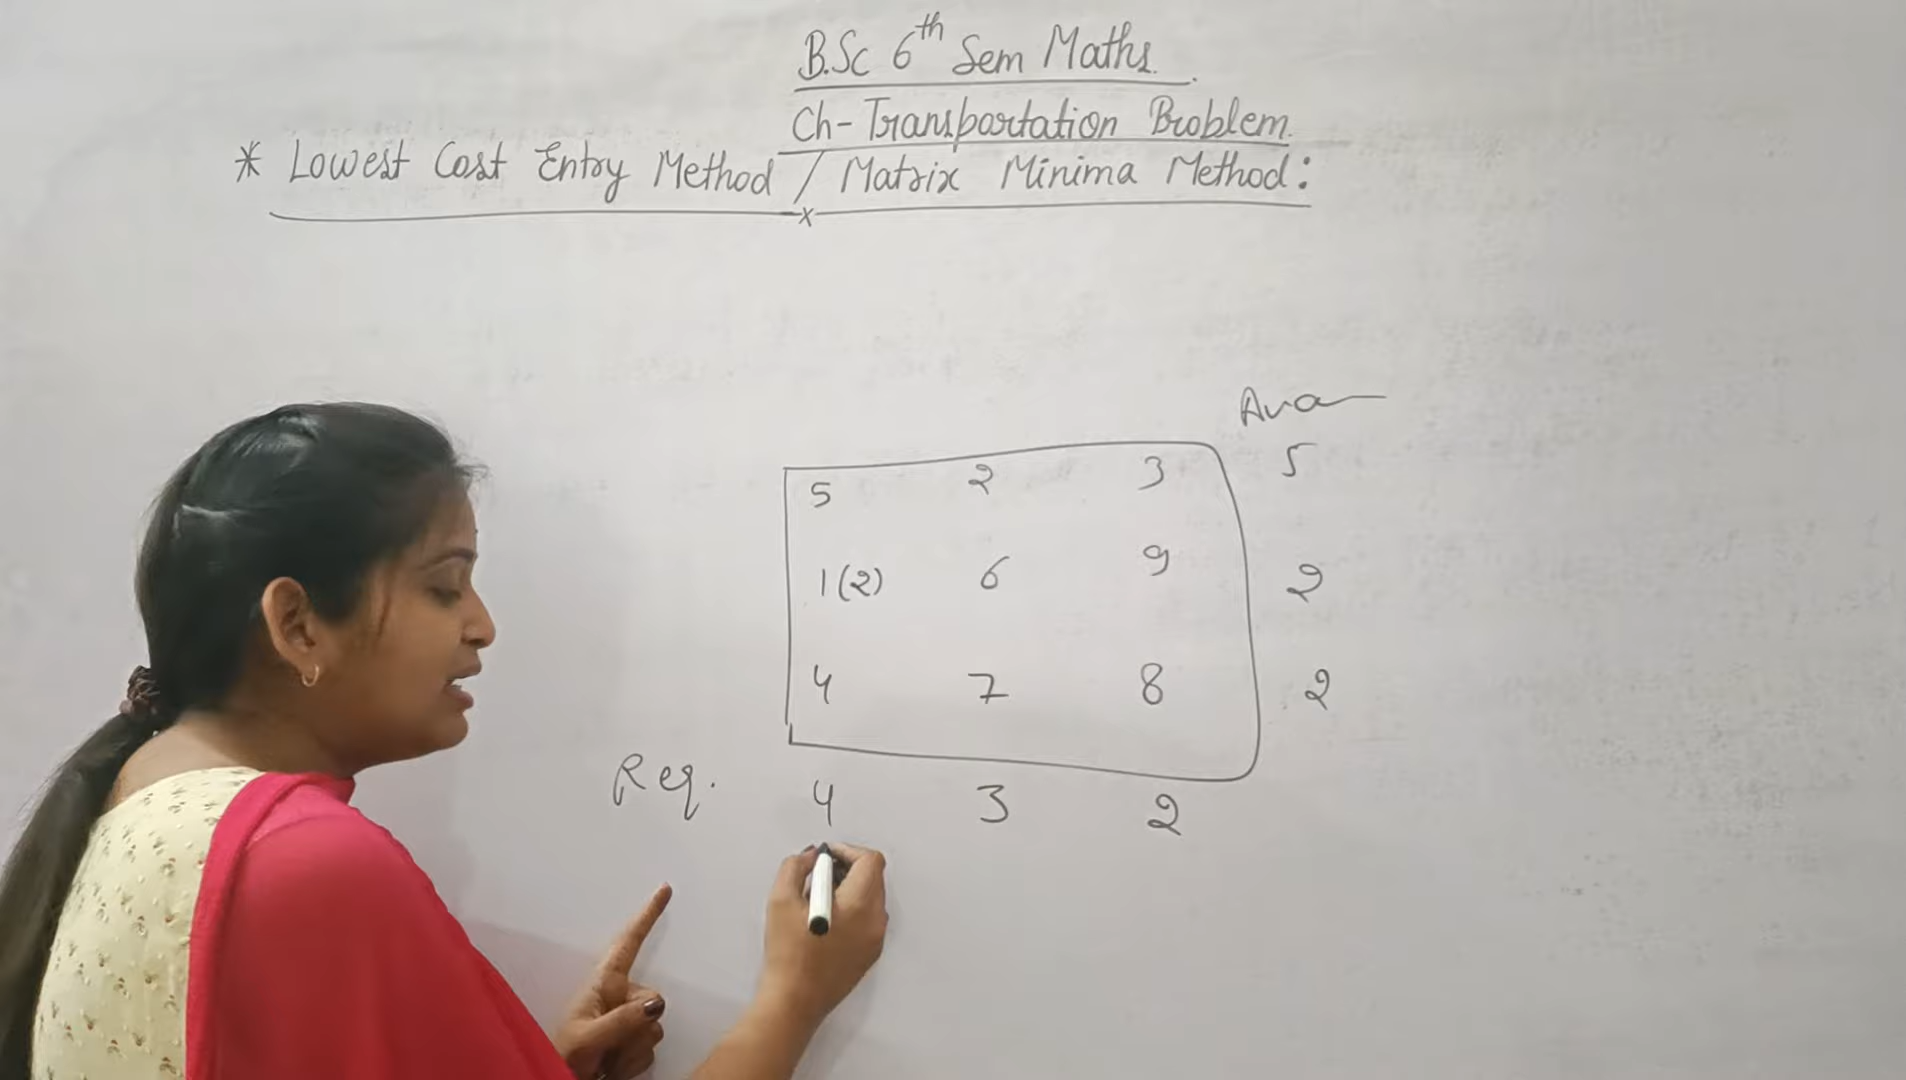 B.Sc 6th Sem Maths.
Ch-Transportation Problem.
* Lowest Cost Entry Method / Matrix Minima Method:
x
Ava
5 2 3 5
1(2) 6 9 2
4 7 8 2
Req. 4 3 2